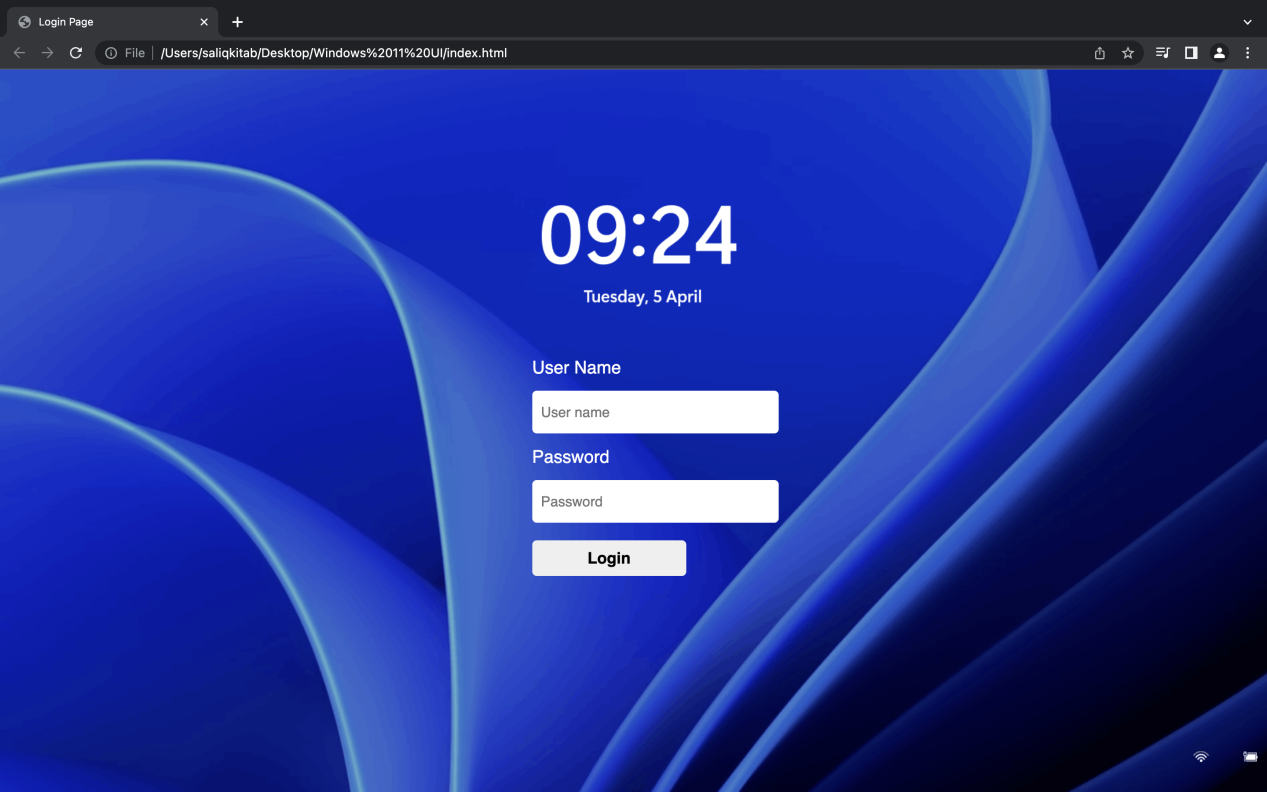 Login Page
File /Users/saliqkitab/Desktop/Windows%2011%20UI/index.html
09:24
Tuesday, 5 April
User Name
User name
Password
Password
Login